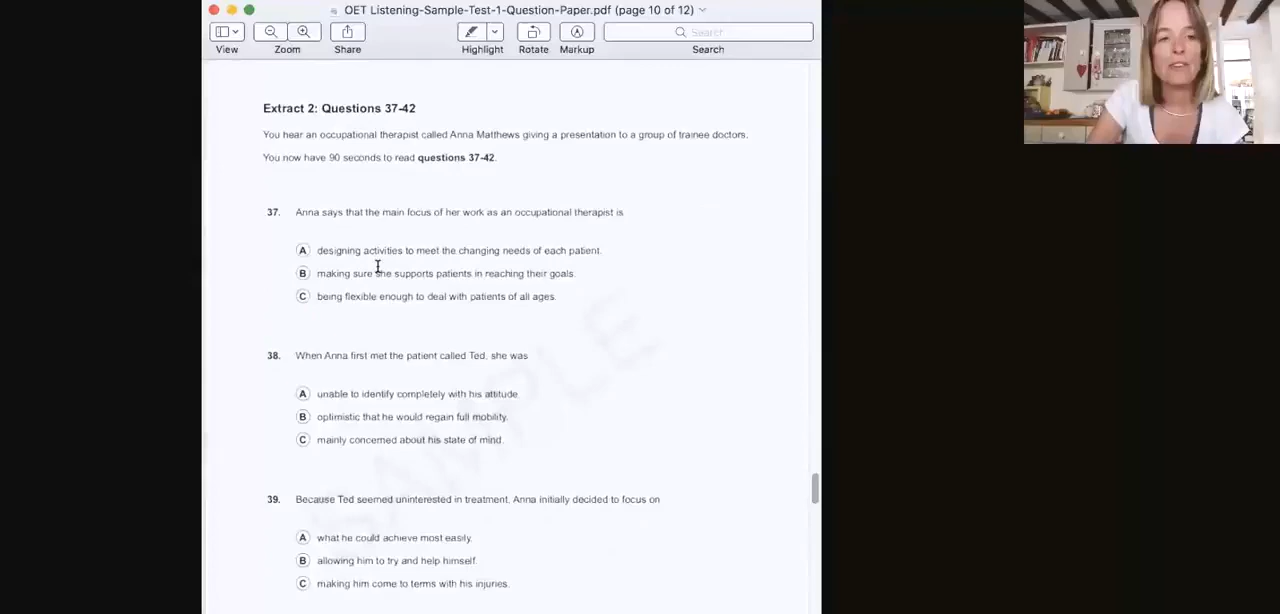 OET Listening-Sample-Test-1-Question-Paper.pdf (page 10 of 12)
View
Zoom
Share
Highlight
Rotate
Markup
Search
Search
Extract 2: Questions 37-42
You hear an occupational therapist called Anna Matthews giving a presentation to a group of trainee doctors.
You now have 90 seconds to read questions 37-42.
37. Anna says that the main focus of her work as an occupational therapist is
A designing activities to meet the changing needs of each patient.
B making sure she supports patients in reaching their goals.
C being flexible enough to deal with patients of all ages.
38. When Anna first met the patient called Ted, she was
A unable to identify completely with his attitude.
B optimistic that he would regain full mobility.
C mainly concerned about his state of mind.
39. Because Ted seemed uninterested in treatment, Anna initially decided to focus on
A what he could achieve most easily.
B allowing him to try and help himself.
C making him come to terms with his injuries.
SAMPLE